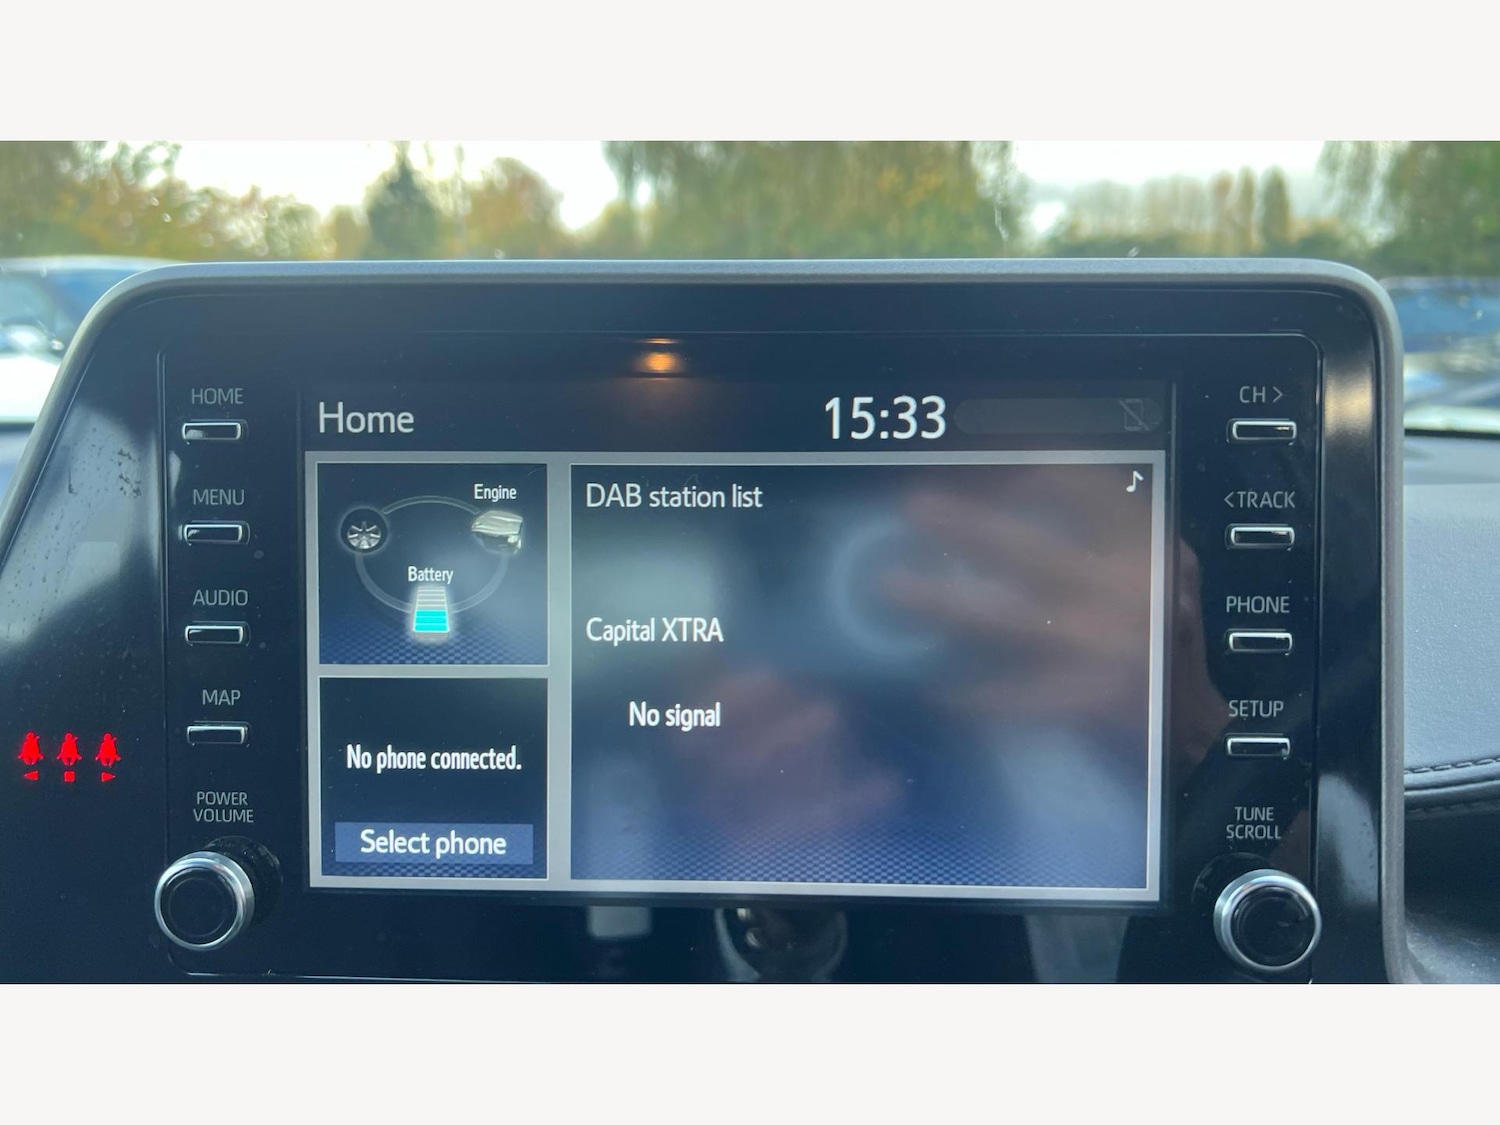 HOME
MENU
AUDIO
MAP
POWER
VOLUME
Home
15:33
Engine
Battery
No phone connected.
Select phone
DAB station list
Capital XTRA
No signal
CH >
<TRACK
PHONE
SETUP
TUNE
SCROLL